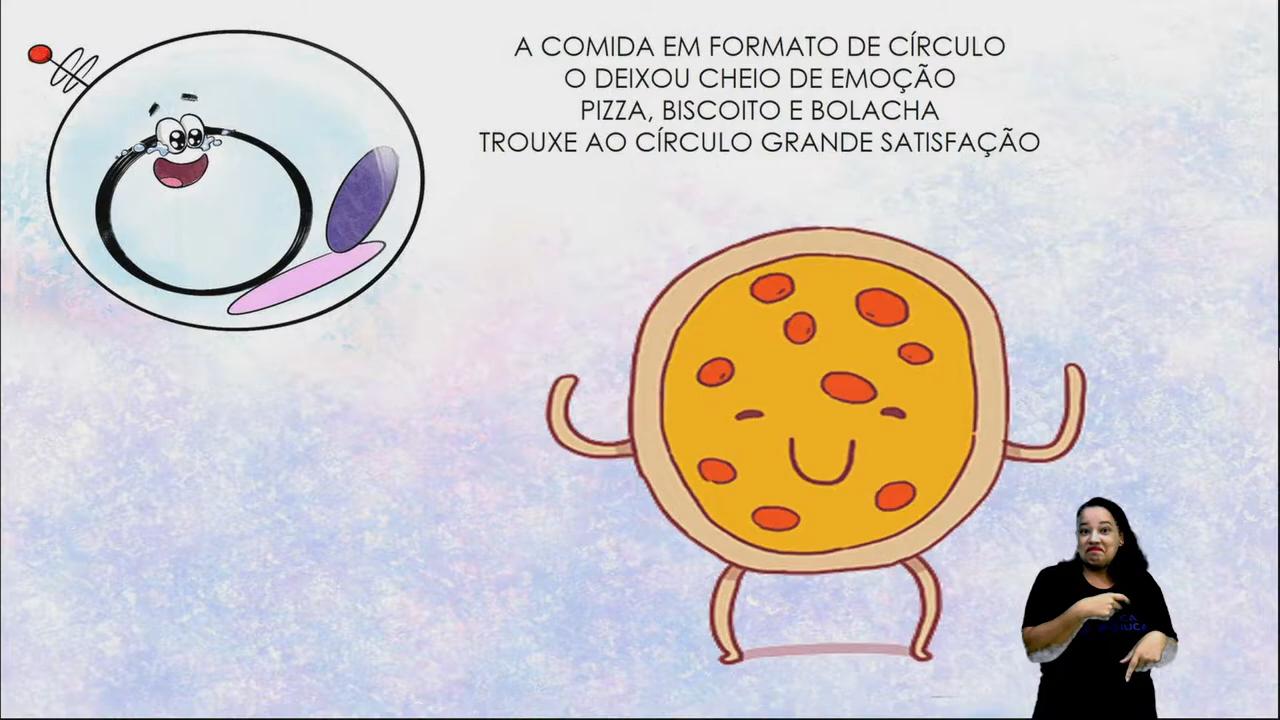 A COMIDA EM FORMATO DE CÍRCULO
O DEIXOU CHEIO DE EMOÇÃO
PIZZA, BISCOITO E BOLACHA
TROUXE AO CÍRCULO GRANDE SATISFAÇÃO